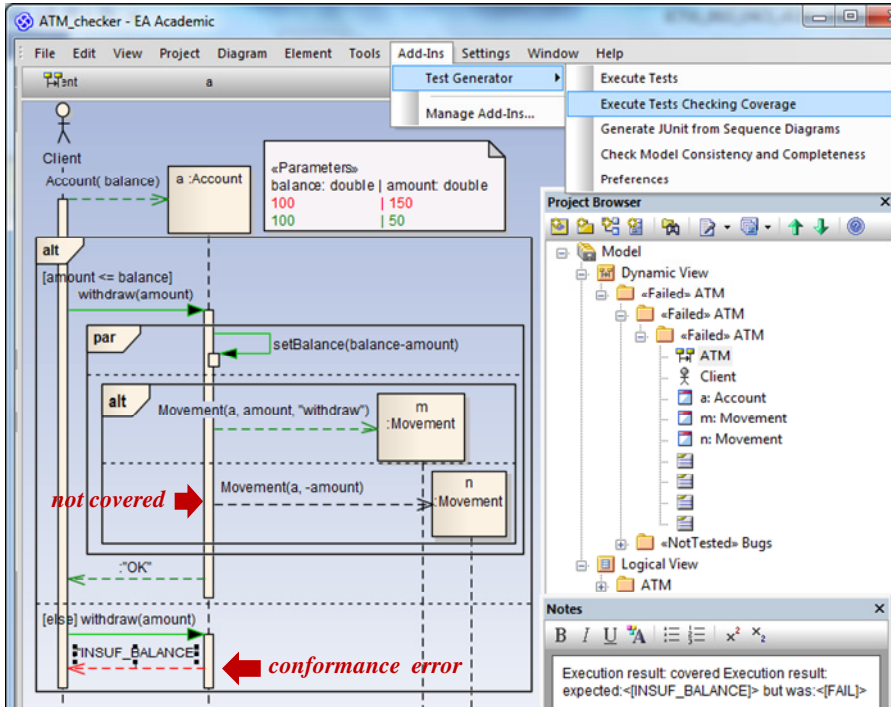 ATM_checker - EA Academic
File Edit View Project Diagram Element Tools Add-Ins Settings Window Help
a
Test Generator
Manage Add-Ins...
Execute Tests
Execute Tests Checking Coverage
Generate JUnit from Sequence Diagrams
Check Model Consistency and Completeness
Preferences
Client
Account( balance)
a :Account
«Parameters»
balance: double | amount: double
100 | 150
100 | 50
alt
[amount <= balance]
withdraw(amount)
par
setBalance(balance-amount)
alt
Movement(a, amount, "withdraw")
m
:Movement
not covered
Movement(a, -amount)
n
:Movement
:"OK"
[else] withdraw(amount)
"INSUF_BALANCE"
conformance error
Project Browser
Model
Dynamic View
«Failed» ATM
«Failed» ATM
«Failed» ATM
ATM
Client
a: Account
m: Movement
n: Movement
«NotTested» Bugs
Logical View
ATM
Notes
B I U A x² x₂
Execution result: covered Execution result:
expected:<[INSUF_BALANCE]> but was:<[FAIL]>